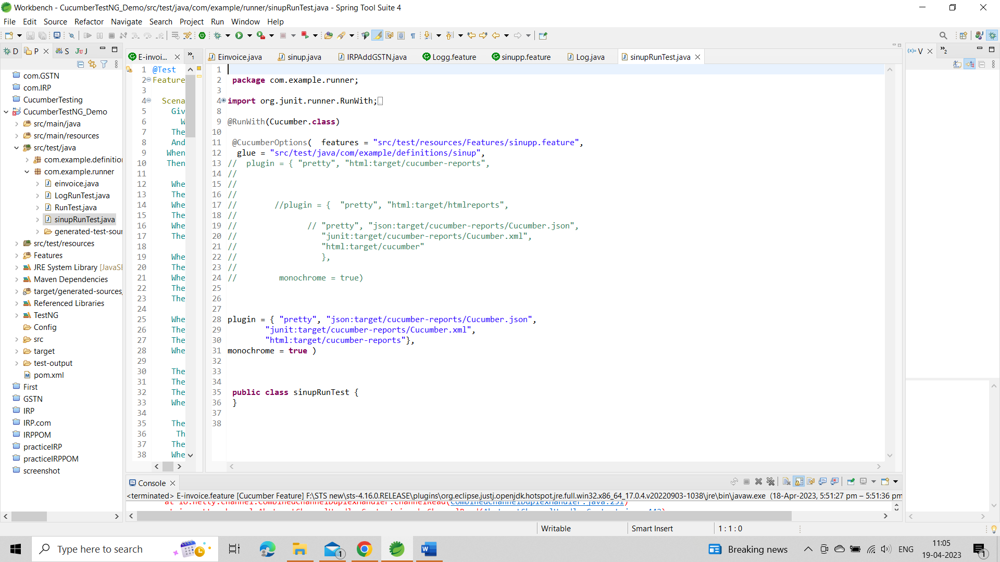 Workbench - CucumberTestNG_Demo/src/test/java/com/example/runner/sinupRunTest.java - Spring Tool Suite 4
File Edit Source Refactor Navigate Search Project Run Window Help
D P S JUJ
com.GSTN
com.IRP
CucumberTesting
CucumberTestNG_Demo
src/main/java
src/main/resources
src/test/java
com.example.definitio
com.example.runner
einvoice.java
LogRunTest.java
RunTest.java
sinupRunTest.java
generated-test-sour
src/test/resources
Features
JRE System Library [JavaSE
Maven Dependencies
target/generated-sources
Referenced Libraries
TestNG
Config
src
target
test-output
pom.xml
First
GSTN
IRP
IRP.com
IRPPOM
practiceIRP
practiceIRPPOM
screenshot
E-invoi... 1
1 @Test
2 Feature
3
4 Scena
5 Giv
6 W
7 The
8 And
9 When
10 Then
11
12 Whe
13 The
14 Whe
15 The
16 Whe
17 The
18
19 Whe
20 The
21 Whe
22 The
23 The
24
25 Whe
26 The
27 The
28 Whe
29
30 The
31 The
32 The
33 Whe
34
35 The
36 Th
37 The
38 Whe
Einvoice.java sinup.java IRPAddGSTN.java Logg.feature sinupp.feature Log.java sinupRunTest.java
1
2 package com.example.runner;
3
4 import org.junit.runner.RunWith;
8
9 @RunWith(Cucumber.class)
10
11 @CucumberOptions( features = "src/test/resources/Features/sinupp.feature",
12 glue = "src/test/java/com/example/definitions/sinup",
13 // plugin = { "pretty", "html:target/cucumber-reports",
14 //
15 //
16 //
17 // //plugin = { "pretty", "html:target/htmlreports",
18 //
19 // // "pretty", "json:target/cucumber-reports/Cucumber.json",
20 // "junit:target/cucumber-reports/Cucumber.xml",
21 // "html:target/cucumber"
22 // },
23 //
24 // monochrome = true)
25
26
27
28 plugin = { "pretty", "json:target/cucumber-reports/Cucumber.json",
29 "junit:target/cucumber-reports/Cucumber.xml",
30 "html:target/cucumber-reports"},
31 monochrome = true )
32
33
34
35 public class sinupRunTest {
36 }
37
38
(x)= V 2
Console
<terminated> E-invoice.feature [Cucumber Feature] F:\STS new\sts-4.16.0.RELEASE\plugins\org.eclipse.justj.openjdk.hotspot.jre.full.win32.x86_64_17.0.4.v20220903-1038\jre\bin\javaw.exe (18-Apr-2023, 5:51:27 pm – 5:51:36 pm
at io.netty.channel.CombinedChannelDuplexHandler.channelRead(CombinedChannelDuplexHandler.java:251)
Writable Smart Insert 1 : 1 : 0
Type here to search
1
Breaking news
ENG
11:05
19-04-2023
1